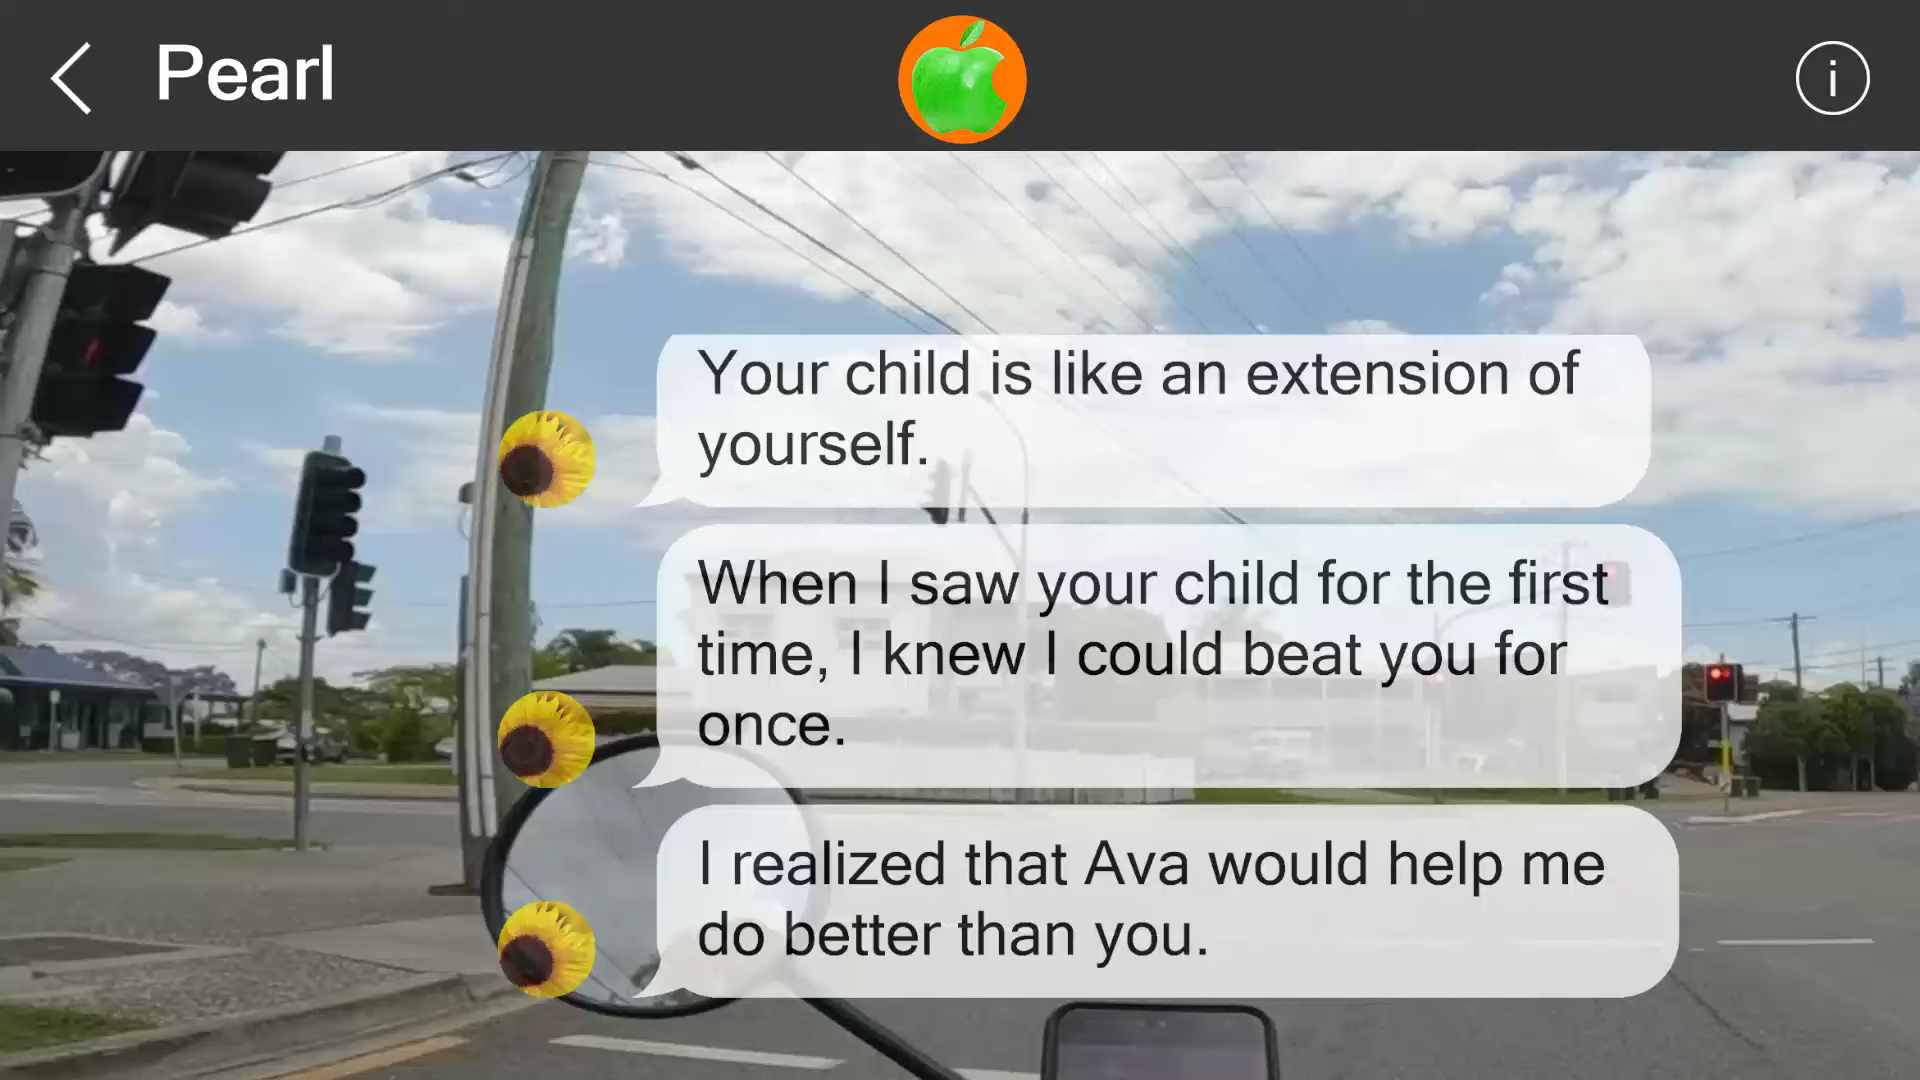 Pearl
i
Your child is like an extension of
yourself.
When I saw your child for the first
time, I knew I could beat you for
once.
I realized that Ava would help me
do better than you.